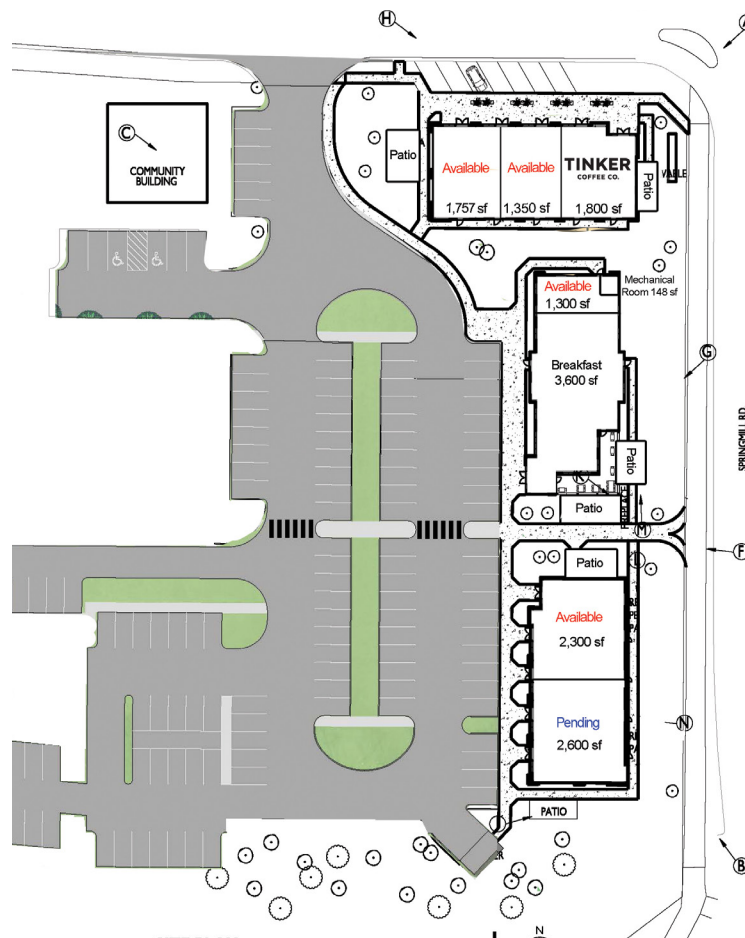 H
A
C
COMMUNITY
BUILDING
Patio
Available
1,757 sf
Available
1,350 sf
TINKER
COFFEE CO.
1,800 sf
Patio
Available
1,300 sf
Mechanical
Room 148 sf
G
Breakfast
3,600 sf
SPRINGMILL RD
Patio
K
Patio
M
F
L
Patio
Available
2,300 sf
Pending
2,600 sf
N
J
PATIO
B
N